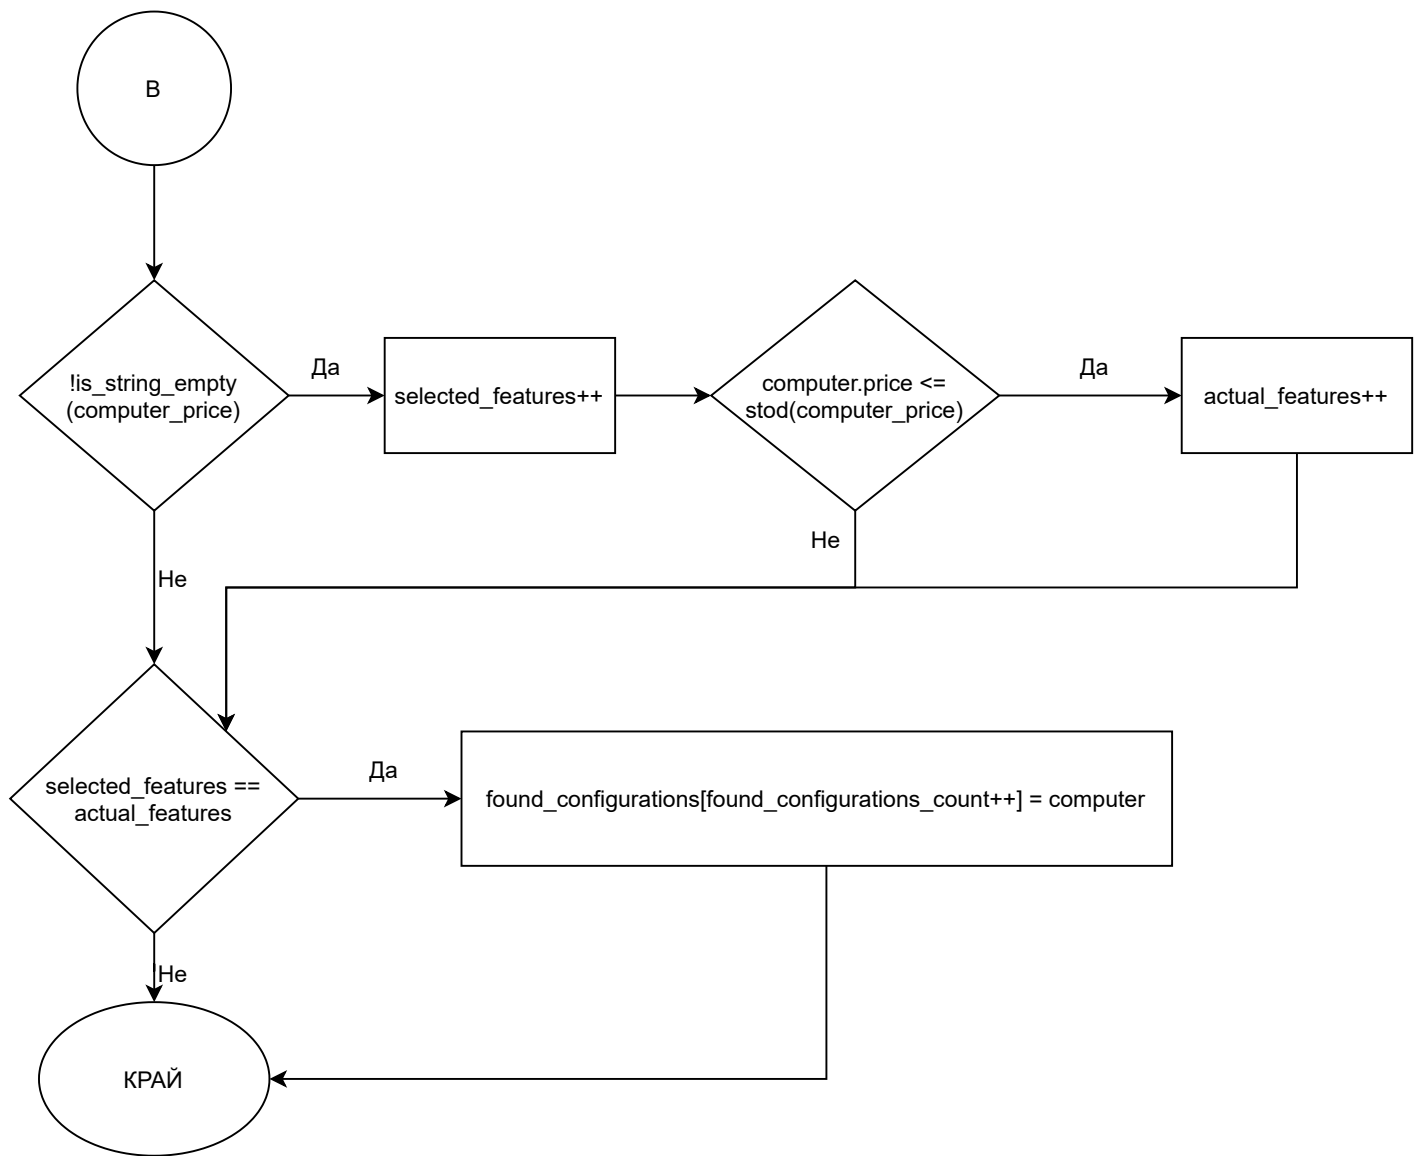 В
!is_string_empty
(computer_price)
Да
selected_features++
computer.price <=
stod(computer_price)
Да
actual_features++
Не
Не
selected_features ==
actual_features
Да
found_configurations[found_configurations_count++] = computer
Не
КРАЙ